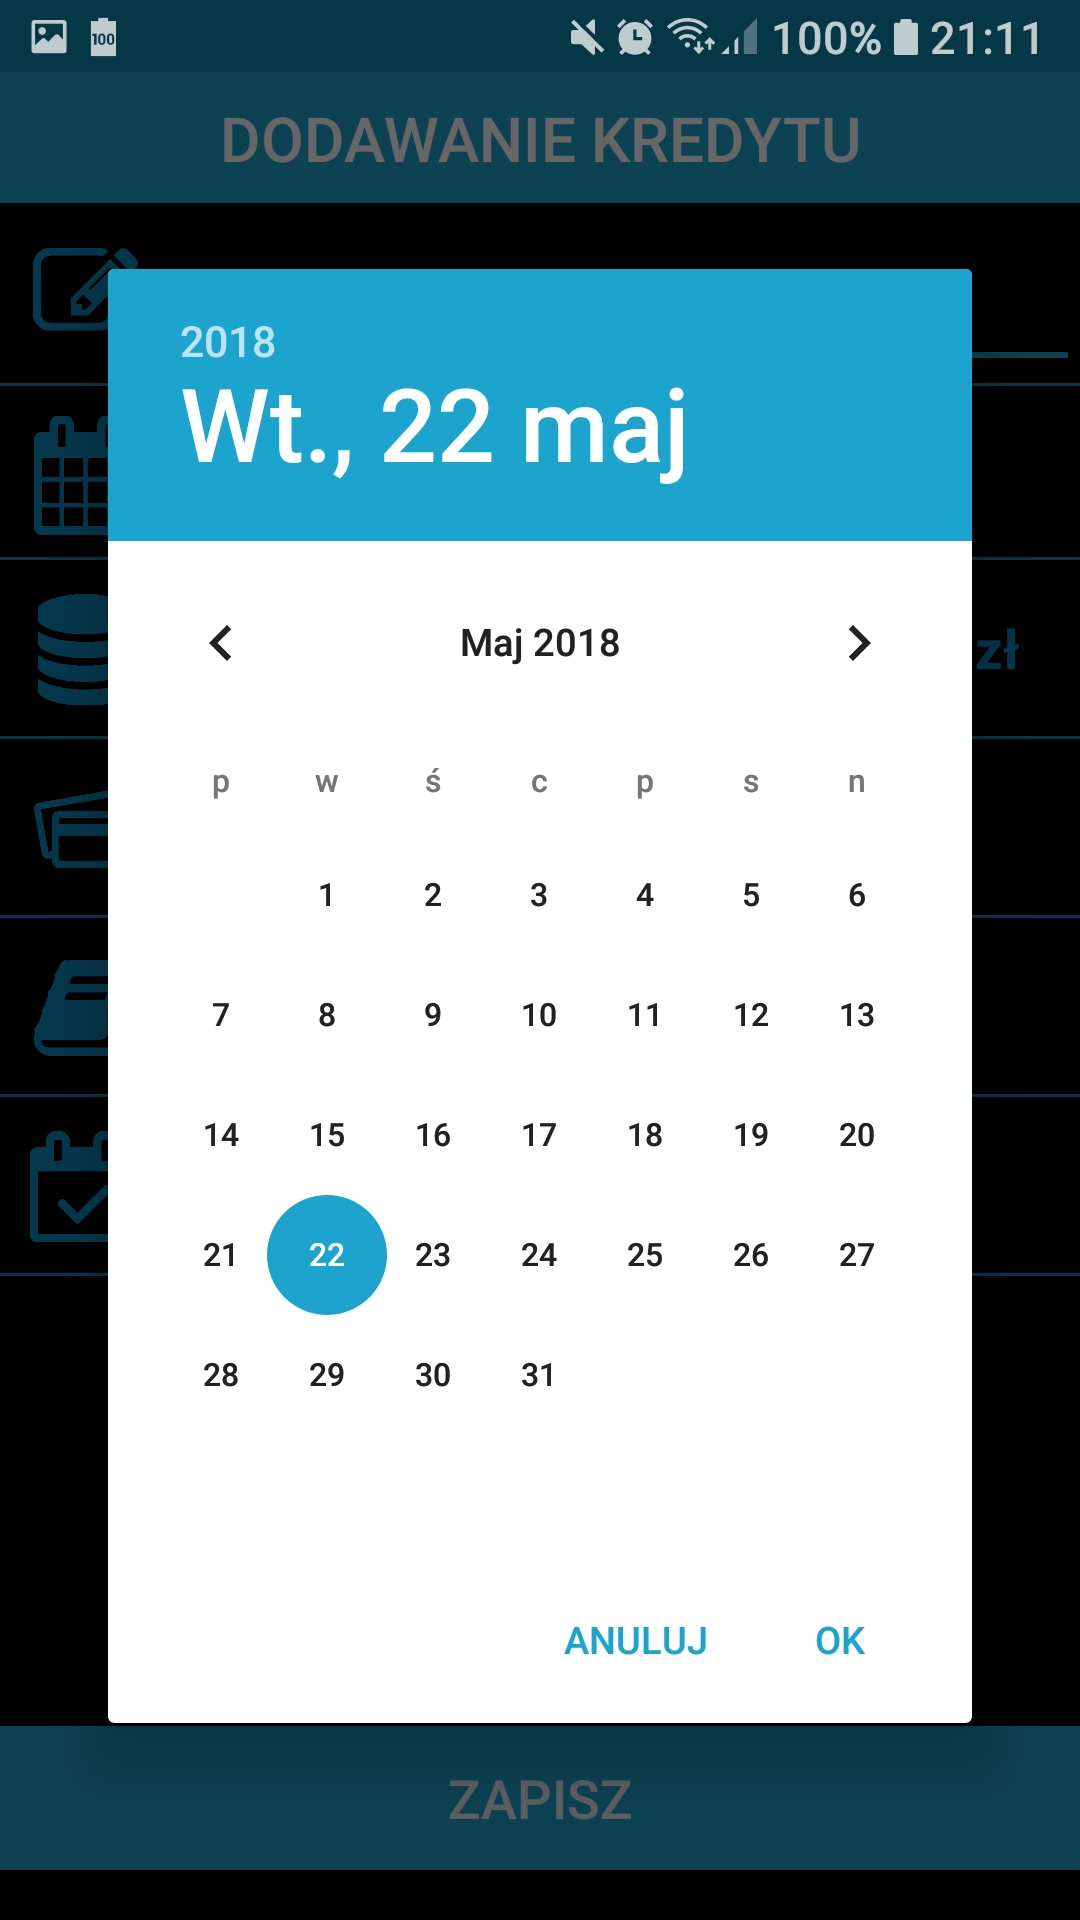 100 100% 21:11
DODAWANIE KREDYTU
2018
Wt., 22 maj
zł
Maj 2018
p w ś c p s n
1 2 3 4 5 6
7 8 9 10 11 12 13
14 15 16 17 18 19 20
21 22 23 24 25 26 27
28 29 30 31
ANULUJ OK
ZAPISZ